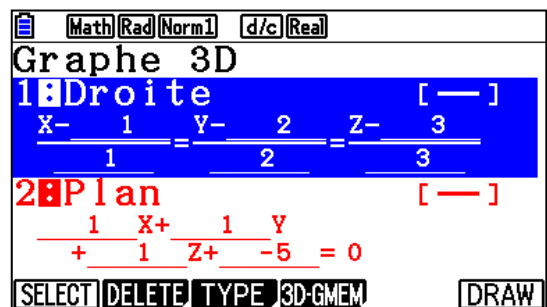 Math Rad Norm1 d/c Real
Graphe 3D
1:Droite [—]
X- 1 = Y- 2 = Z- 3
1 2 3
2:Plan [—]
1 X+ 1 Y
+ 1 Z+ -5 = 0
SELECT DELETE TYPE 3D-GMEM DRAW